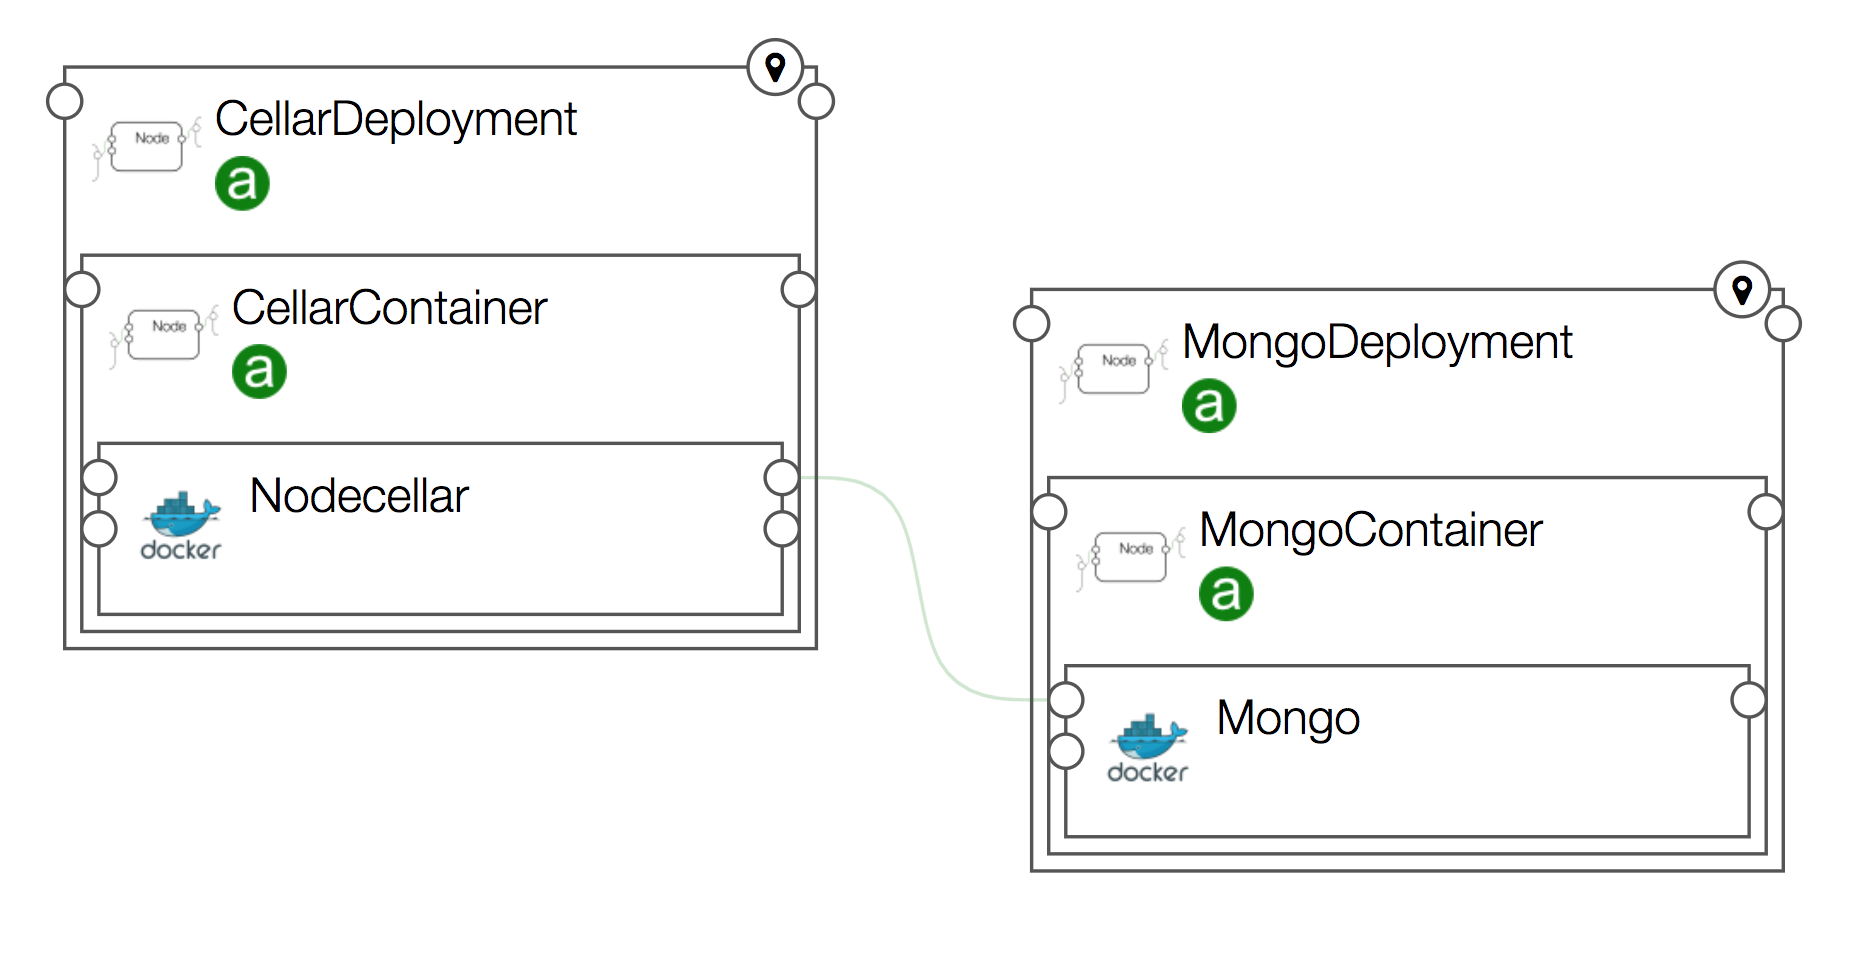 CellarDeployment
Node
a
CellarContainer
Node
a
Nodecellar
docker
MongoDeployment
Node
a
MongoContainer
Node
a
Mongo
docker